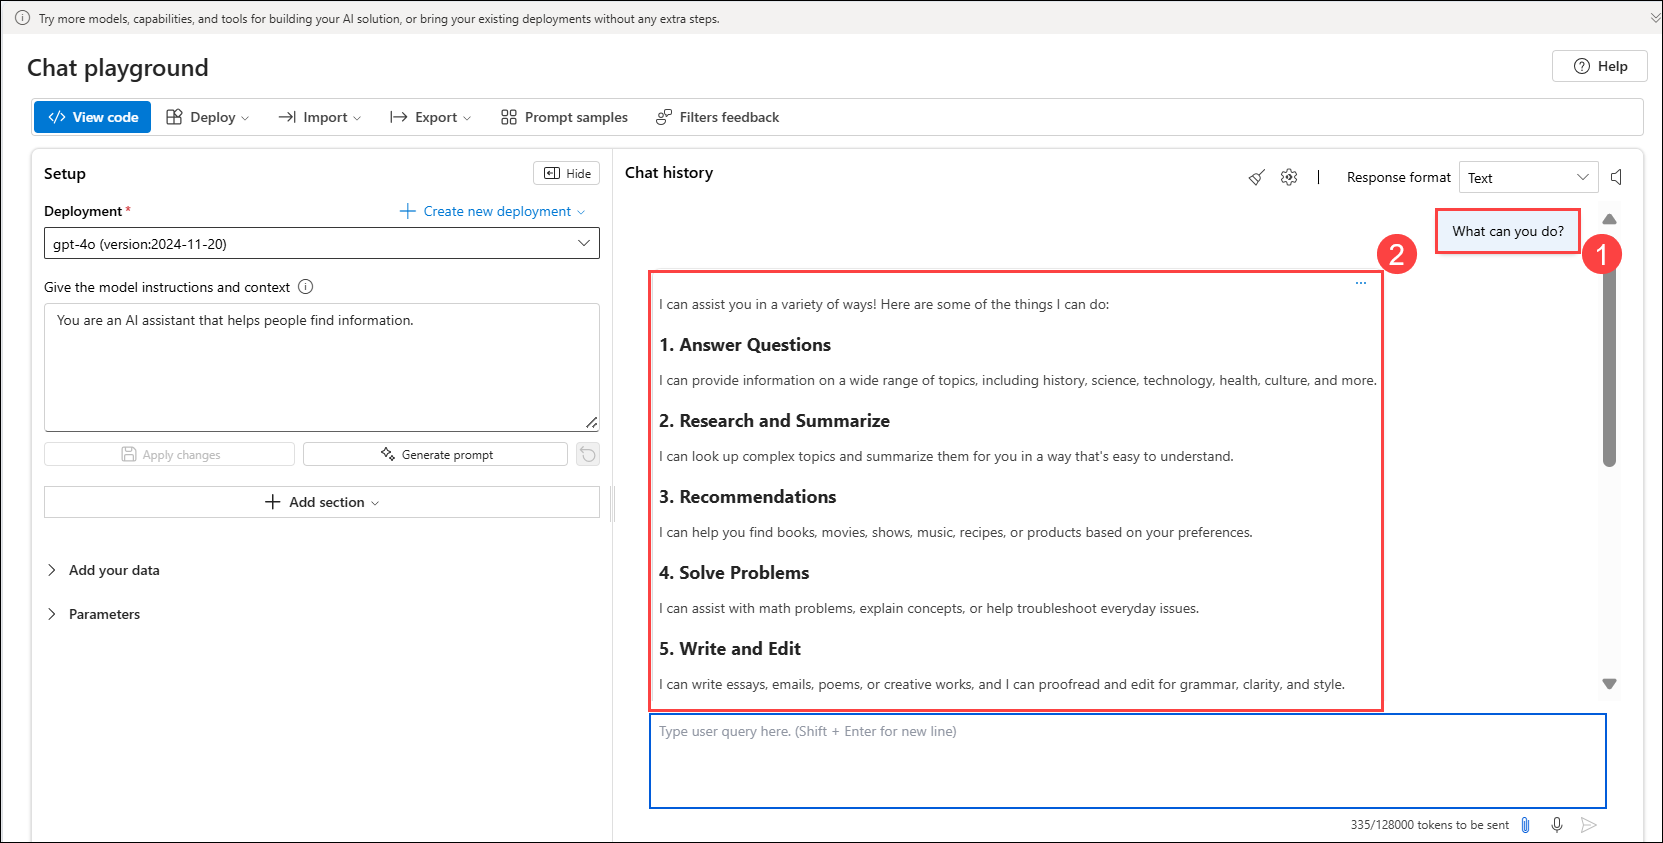 Try more models, capabilities, and tools for building your AI solution, or bring your existing deployments without any extra steps.
Chat playground
Help
View code
Deploy
Import
Export
Prompt samples
Filters feedback
Setup
Hide
Deployment *
Create new deployment
gpt-4o (version:2024-11-20)
Give the model instructions and context
You are an AI assistant that helps people find information.
Apply changes
Generate prompt
Add section
Add your data
Parameters
Chat history
Response format
Text
What can you do?
1
2
I can assist you in a variety of ways! Here are some of the things I can do:
1. Answer Questions
I can provide information on a wide range of topics, including history, science, technology, health, culture, and more.
2. Research and Summarize
I can look up complex topics and summarize them for you in a way that's easy to understand.
3. Recommendations
I can help you find books, movies, shows, music, recipes, or products based on your preferences.
4. Solve Problems
I can assist with math problems, explain concepts, or help troubleshoot everyday issues.
5. Write and Edit
I can write essays, emails, poems, or creative works, and I can proofread and edit for grammar, clarity, and style.
Type user query here. (Shift + Enter for new line)
335/128000 tokens to be sent